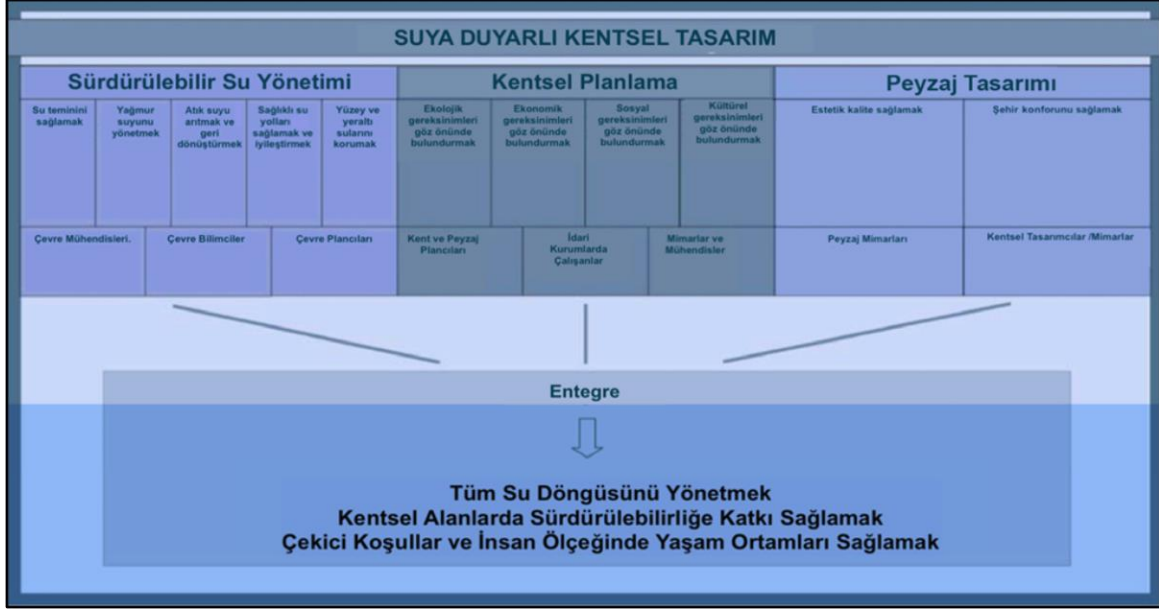 SUYA DUYARLI KENTSEL TASARIM
Sürdürülebilir Su Yönetimi
Su teminini
sağlamak
Yağmur
suyunu
yönetmek
Atık suyu
arıtmak ve
geri
dönüştürmek
Sağlıklı su
yolları
sağlamak ve
iyileştirmek
Yüzey ve
yeraltı
sularını
korumak
Çevre Mühendisleri.
Çevre Bilimciler
Çevre Plancıları
Kentsel Planlama
Ekolojik
gereksinimleri
göz önünde
bulundurmak
Ekonomik
gereksinimleri
göz önünde
bulundurmak
Sosyal
gereksinimleri
göz önünde
bulundurmak
Kültürel
gereksinimleri
göz önünde
bulundurmak
Kent ve Peyzaj
Plancıları
İdari
Kurumlarda
Çalışanlar
Mimarlar ve
Mühendisler
Peyzaj Tasarımı
Estetik kalite sağlamak
Şehir konforunu sağlamak
Peyzaj Mimarları
Kentsel Tasarımcılar /Mimarlar
Entegre
Tüm Su Döngüsünü Yönetmek
Kentsel Alanlarda Sürdürülebilirliğe Katkı Sağlamak
Çekici Koşullar ve İnsan Ölçeğinde Yaşam Ortamları Sağlamak